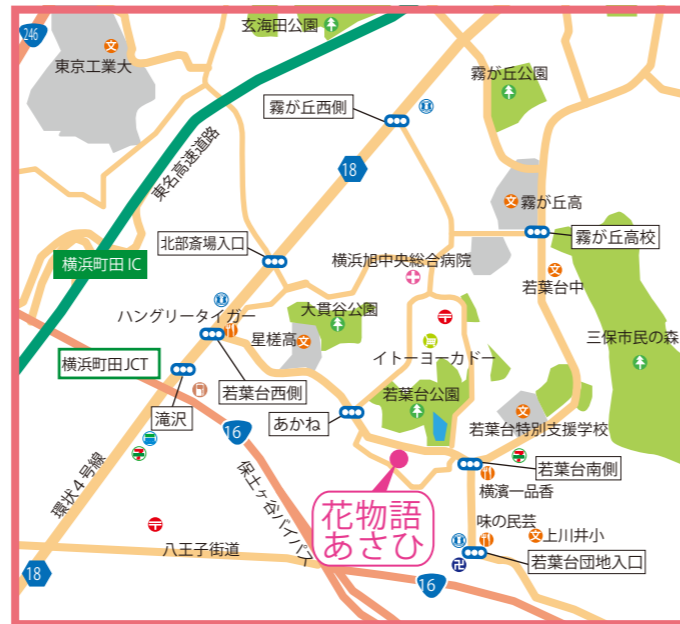 246
玄海田公園
東京工業大
霧が丘公園
霧が丘西側
東名高速道路
18
霧が丘高
北部斎場入口
横浜旭中央総合病院
霧が丘高校
横浜町田 IC
若葉台中
ハングリータイガー
大貫谷公園
星槎高
イトーヨーカドー
三保市民の森
横浜町田JCT
若葉台西側
若葉台公園
滝沢
あかね
16
若葉台特別支援学校
環状4号線
保土ヶ谷バイパス
若葉台南側
横濱一品香
花物語
あさひ
味の民芸
上川井小
八王子街道
若葉台団地入口
18
16